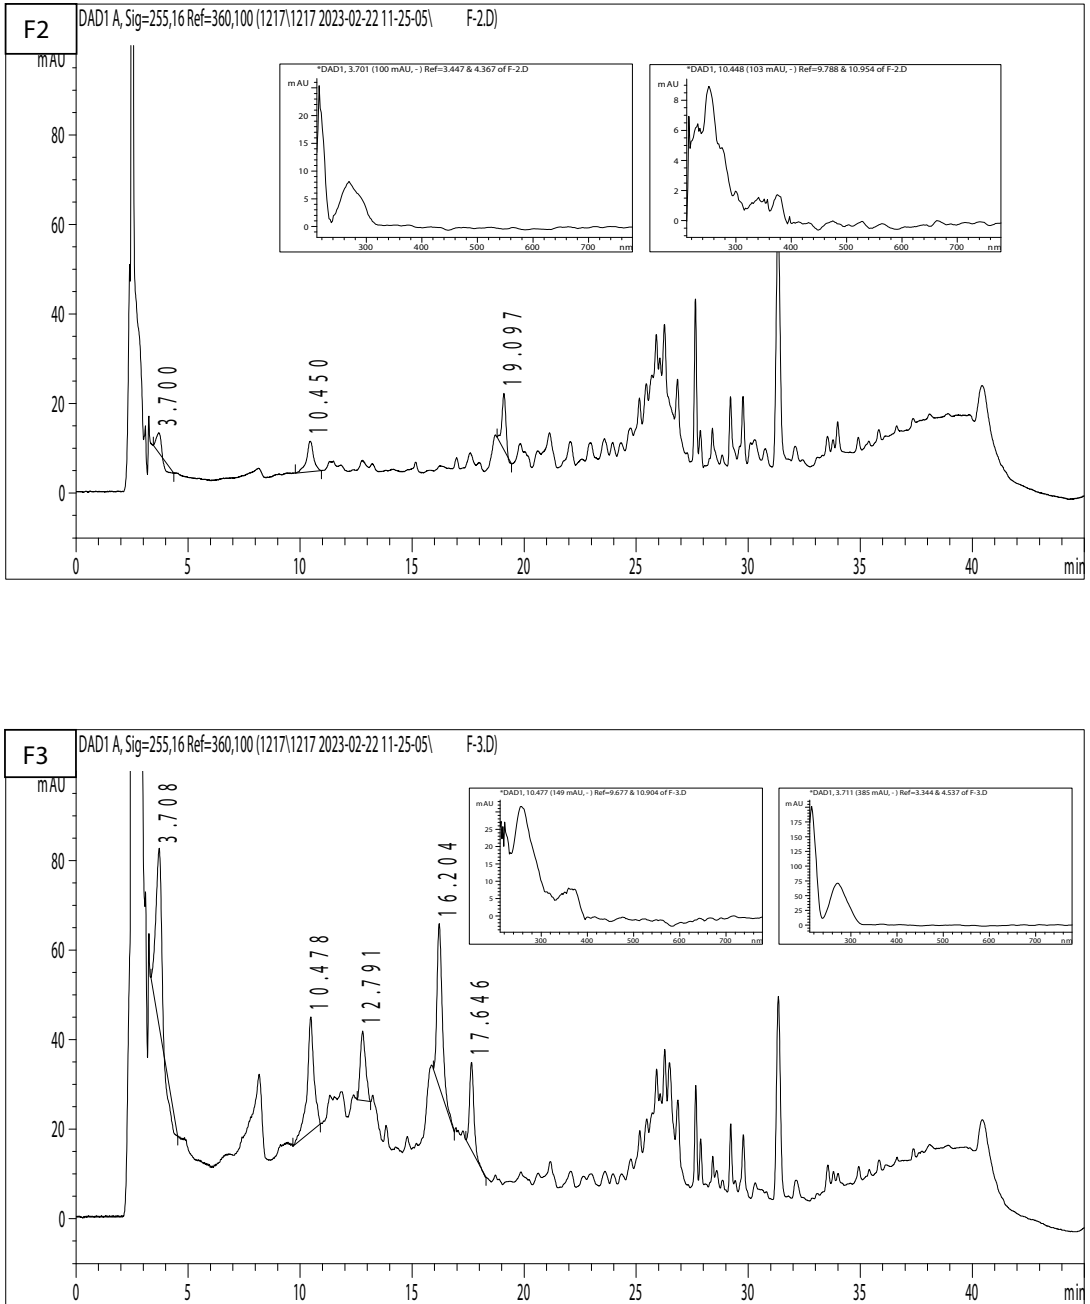 F2
DAD1 A, Sig=255,16 Ref=360,100 (1217\1217 2023-02-22 11-25-05\ F-2.D)
mAU
80
60
40
20
0
3.700
10.450
19.097
*DAD1, 3.701 (100 mAU, - ) Ref=3.447 & 4.367 of F-2.D
mAU
20
15
10
5
0
300 400 500 600 700 nm
*DAD1, 10.448 (103 mAU, - ) Ref=9.788 & 10.954 of F-2.D
mAU
8
6
4
2
0
300 400 500 600 700 nm
0 5 10 15 20 25 30 35 40 min
F3
DAD1 A, Sig=255,16 Ref=360,100 (1217\1217 2023-02-22 11-25-05\ F-3.D)
mAU
80
60
40
20
0
3.708
10.478
12.791
16.204
17.646
*DAD1, 10.477 (149 mAU, - ) Ref=9.677 & 10.904 of F-3.D
mAU
25
20
15
10
5
0
300 400 500 600 700 nm
*DAD1, 3.711 (385 mAU, - ) Ref=3.344 & 4.537 of F-3.D
mAU
175
150
125
100
75
50
25
0
300 400 500 600 700 nm
0 5 10 15 20 25 30 35 40 min